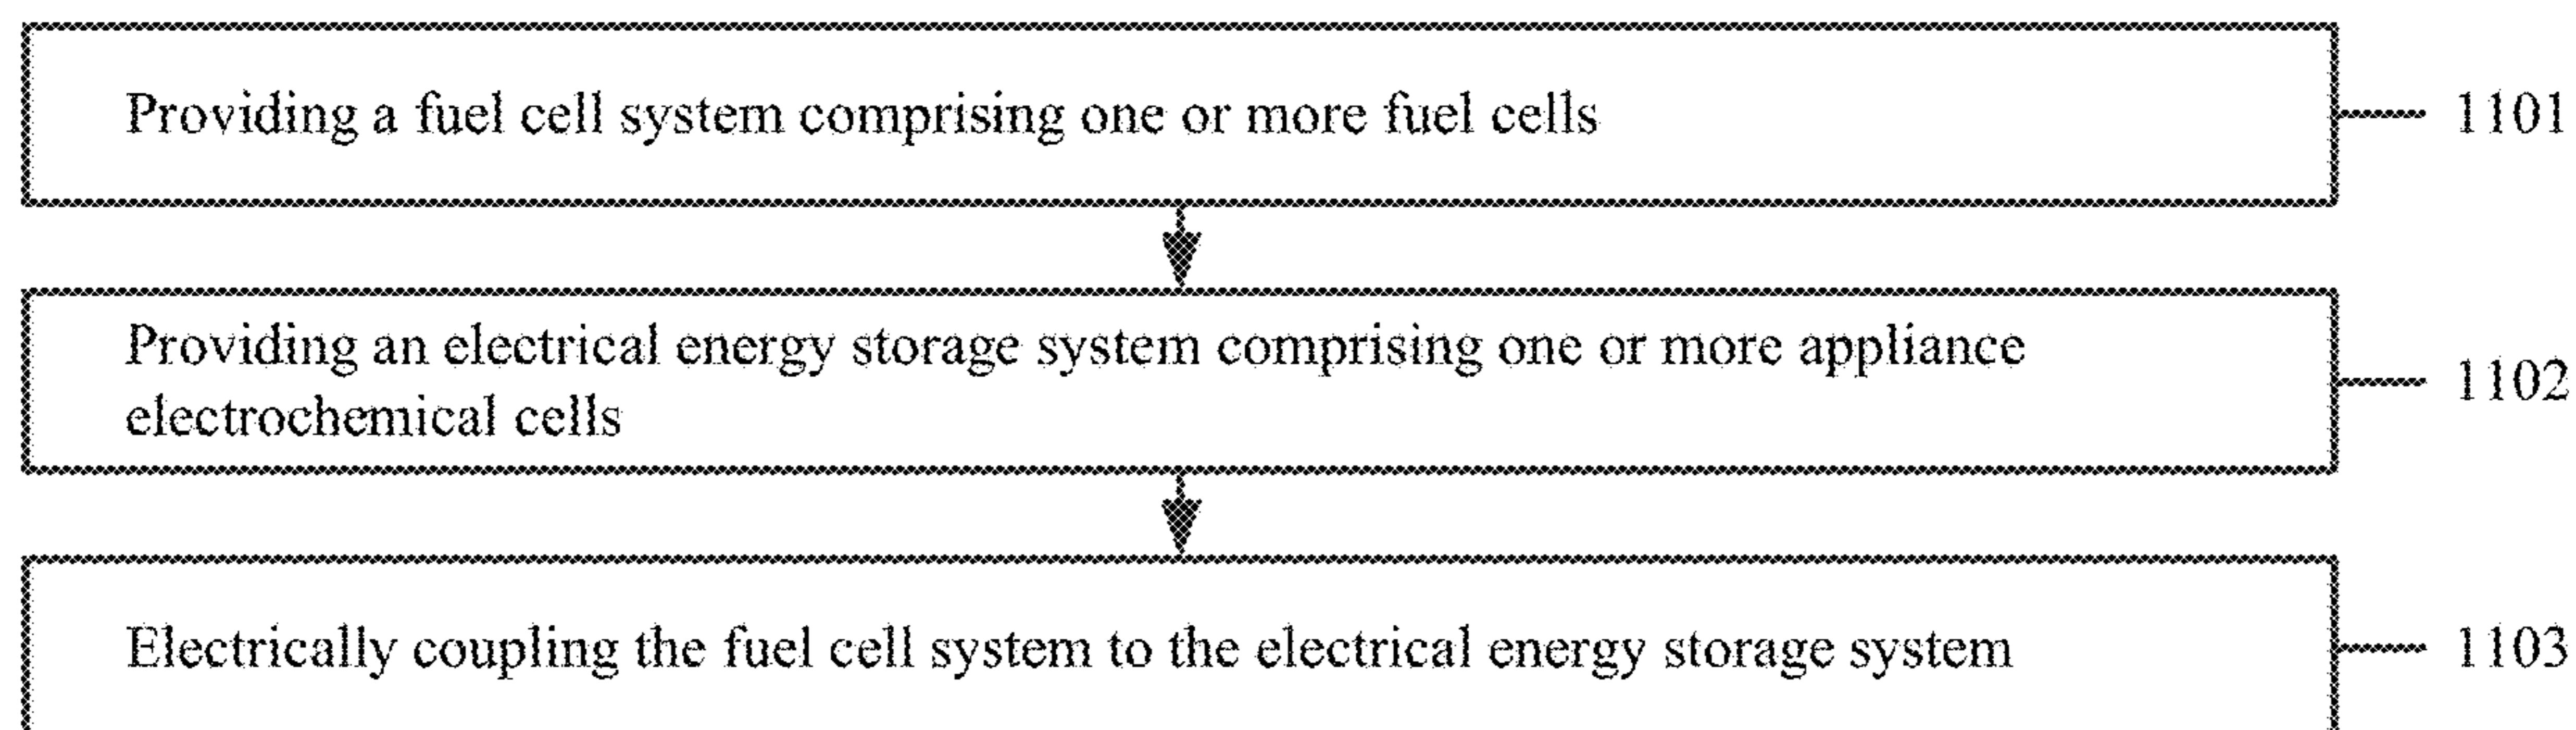 Providing a fuel cell system comprising one or more fuel cells
1101
Providing an electrical energy storage system comprising one or more appliance
electrochemical cells
1102
Electrically coupling the fuel cell system to the electrical energy storage system
1103